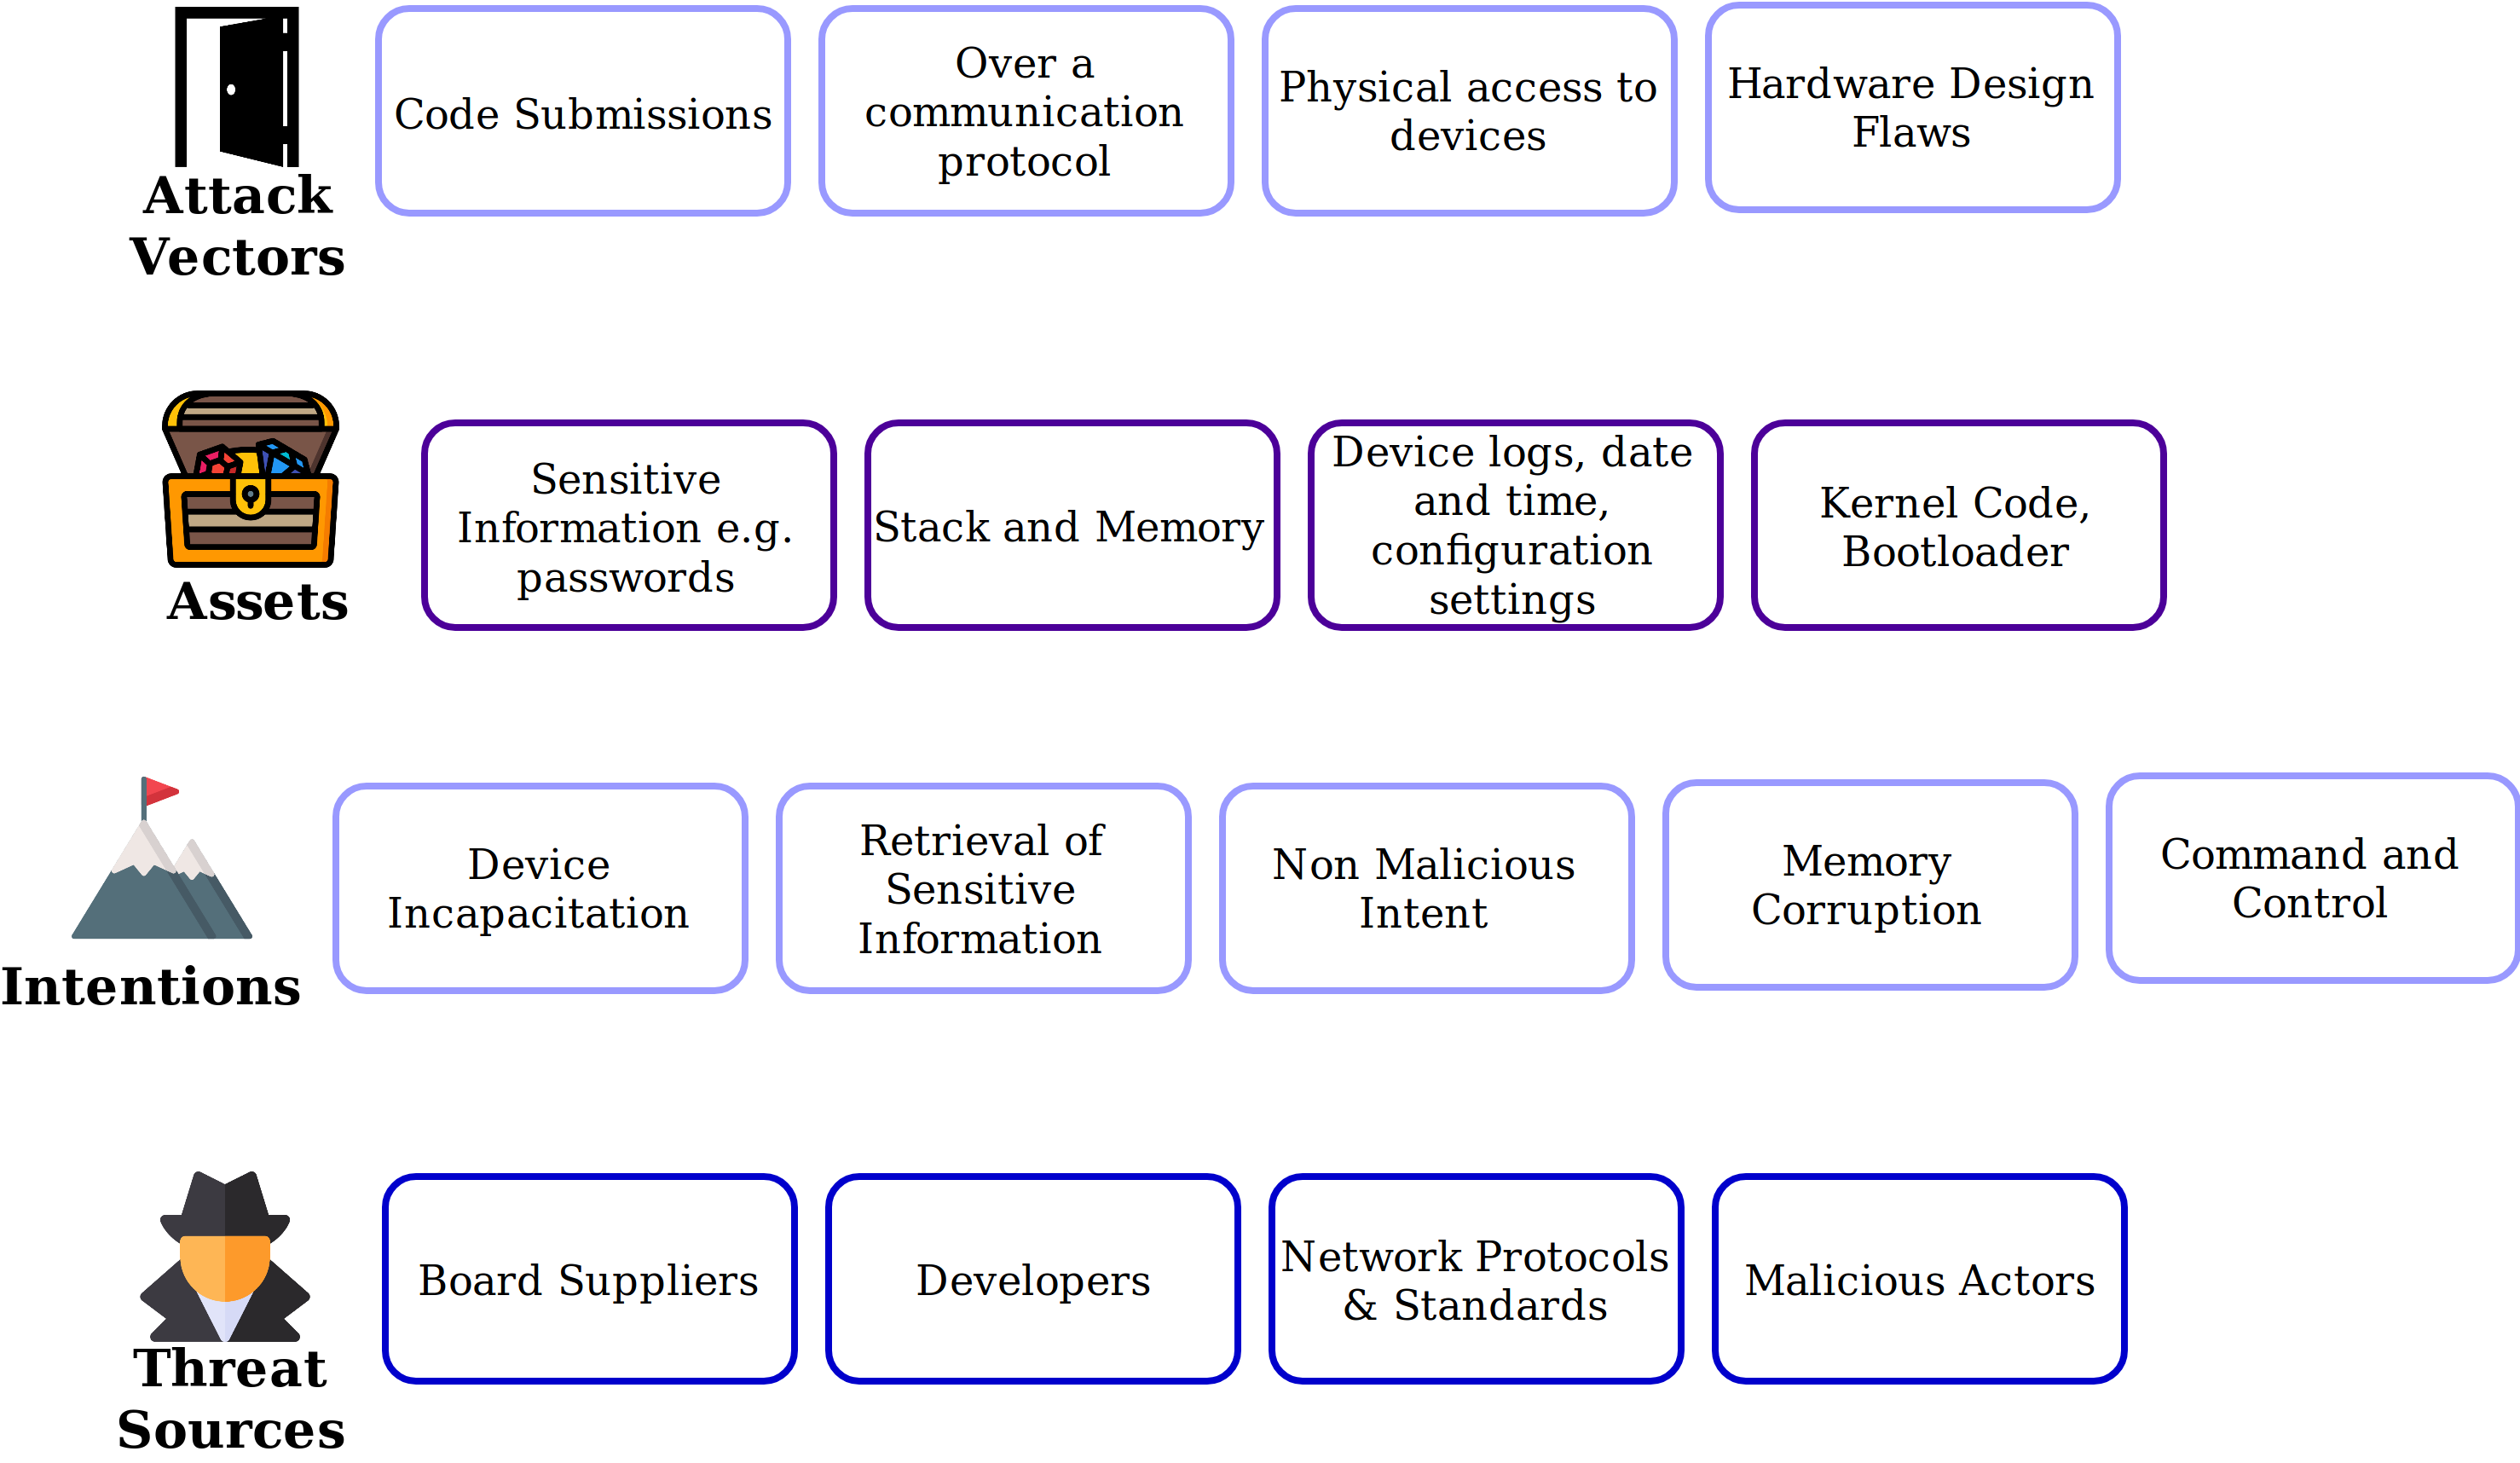 Attack
Vectors
Code Submissions
Over a
communication
protocol
Physical access to
devices
Hardware Design
Flaws
Assets
Sensitive
Information e.g.
passwords
Stack and Memory
Device logs, date
and time,
configuration
settings
Kernel Code,
Bootloader
Intentions
Device
Incapacitation
Retrieval of
Sensitive
Information
Non Malicious
Intent
Memory
Corruption
Command and
Control
Threat
Sources
Board Suppliers
Developers
Network Protocols
& Standards
Malicious Actors